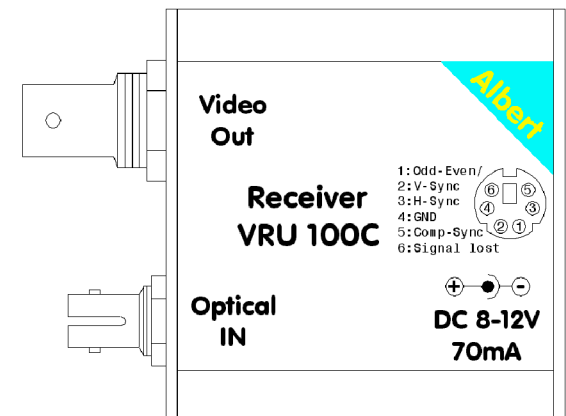 Video
Out
Albert
Receiver
VRU 100C
1:Odd-Even/
2:V-Sync
3:H-Sync
4:GND
5:Comp-Sync
6:Signal lost
6 5
4 3
2 1
+ -
Optical
IN
DC 8-12V
70mA